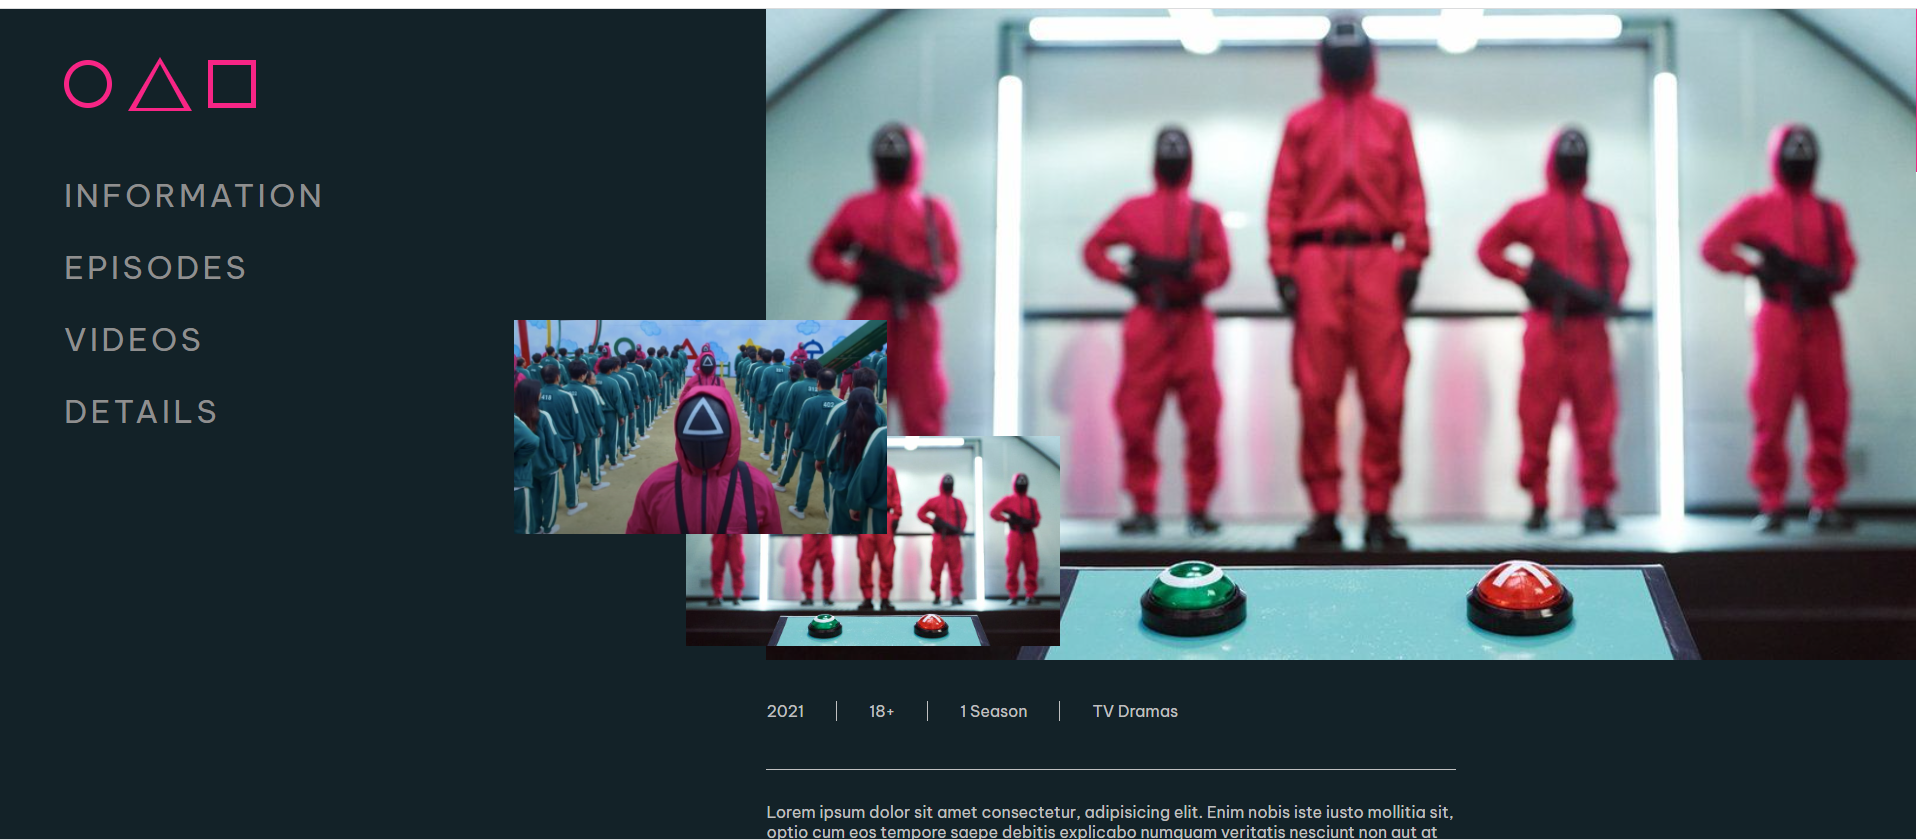 INFORMATION
EPISODES
VIDEOS
DETAILS
2021
18+
1 Season
TV Dramas
Lorem ipsum dolor sit amet consectetur, adipisicing elit. Enim nobis iste iusto mollitia sit,
optio cum eos tempore saepe debitis explicabo numquam veritatis nesciunt non aut at